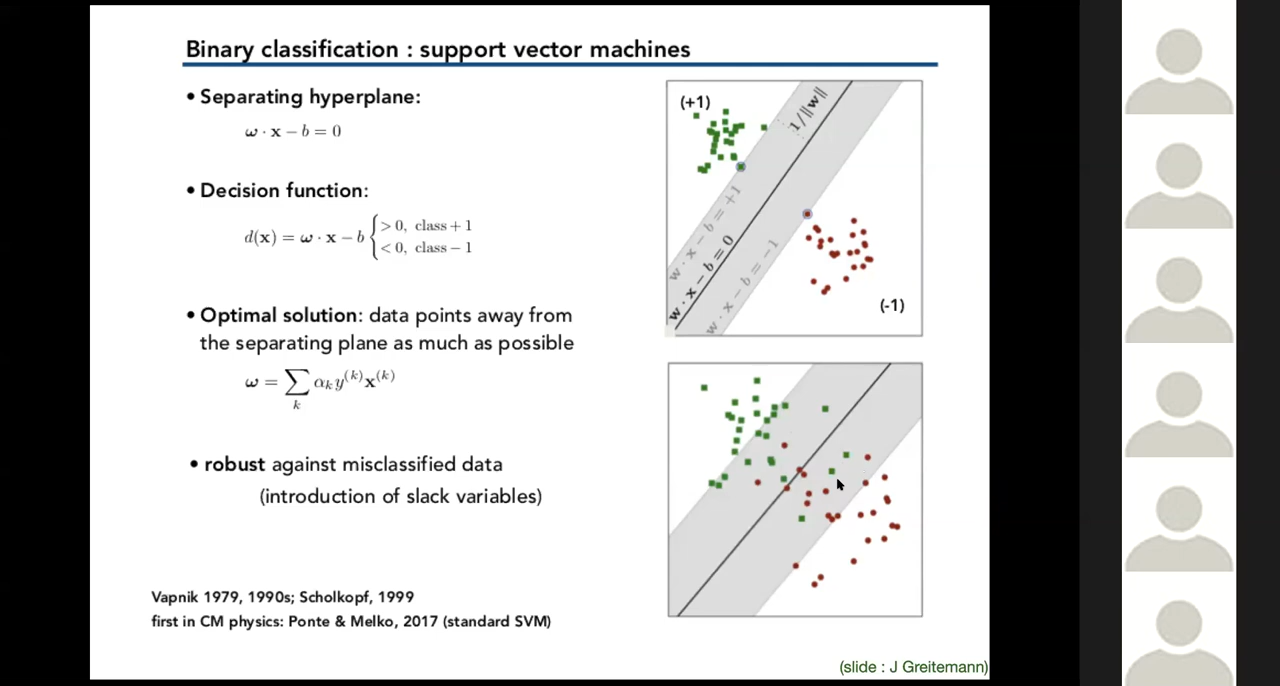 Binary classification : support vector machines
• Separating hyperplane:
ω · x − b = 0
• Decision function:
d(x) = ω · x − b { > 0, class + 1
< 0, class − 1
• Optimal solution: data points away from
the separating plane as much as possible
ω = ∑ₖ αₖy⁽ᵏ⁾x⁽ᵏ⁾
• robust against misclassified data
(introduction of slack variables)
Vapnik 1979, 1990s; Scholkopf, 1999
first in CM physics: Ponte & Melko, 2017 (standard SVM)
(+1)
1/‖w‖
w · x − b = +1
w · x − b = 0
w · x − b = −1
(-1)
(slide : J Greitemann)